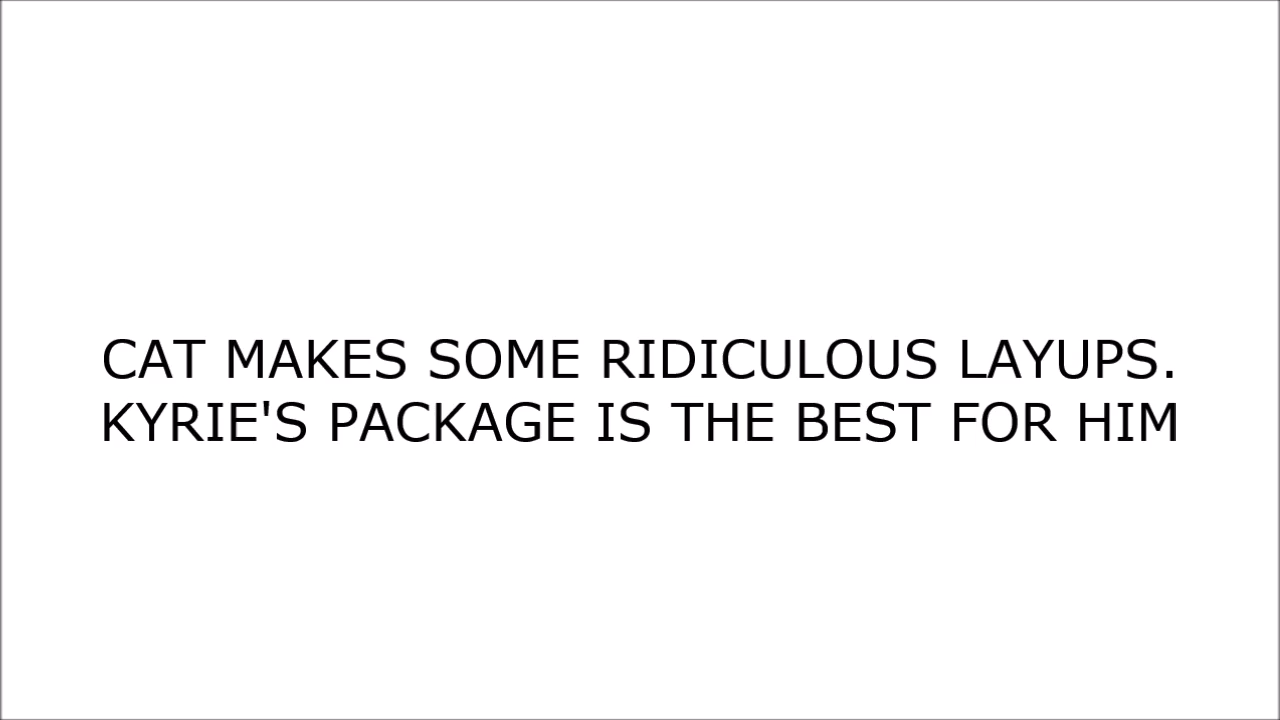 CAT MAKES SOME RIDICULOUS LAYUPS.
KYRIE'S PACKAGE IS THE BEST FOR HIM